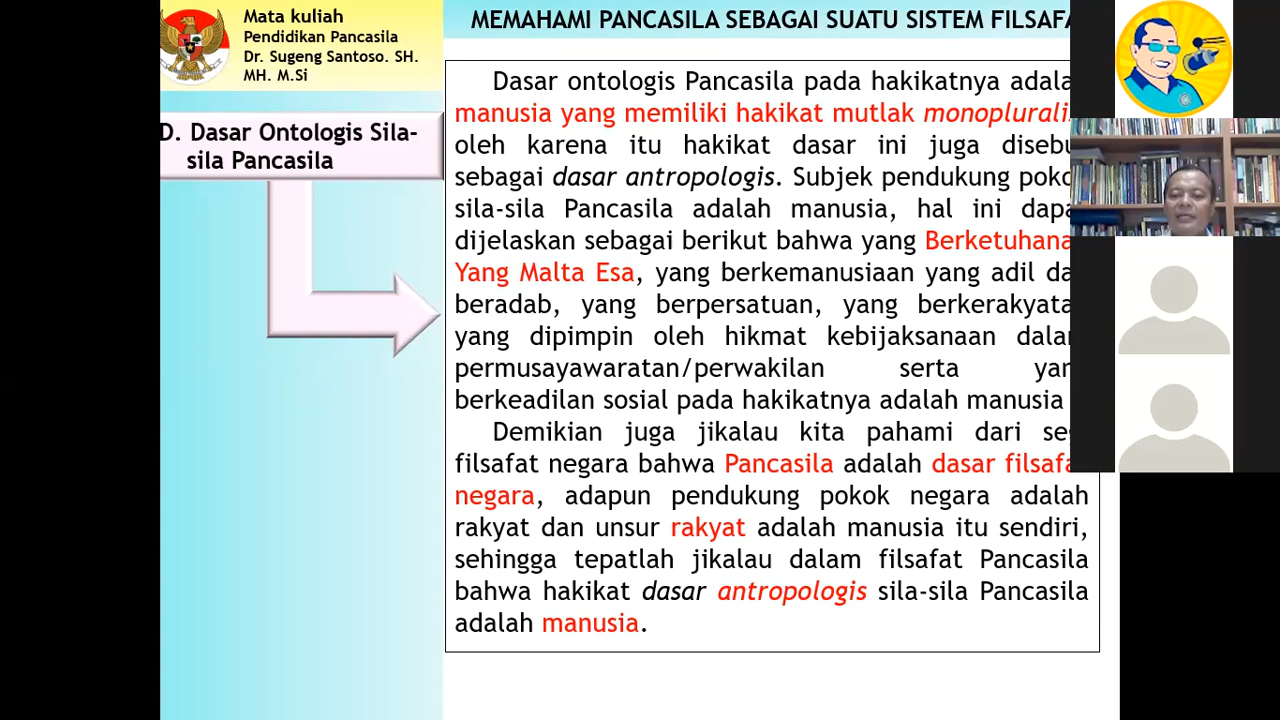 Mata kuliah
Pendidikan Pancasila
Dr. Sugeng Santoso. SH.
MH. M.Si
D. Dasar Ontologis Sila-
sila Pancasila
MEMAHAMI PANCASILA SEBAGAI SUATU SISTEM FILSAFA
Dasar ontologis Pancasila pada hakikatnya adala
manusia yang memiliki hakikat mutlak monoplurali
oleh karena itu hakikat dasar ini juga disebu
sebagai dasar antropologis. Subjek pendukung poko
sila-sila Pancasila adalah manusia, hal ini dapa
dijelaskan sebagai berikut bahwa yang Berketuhana
Yang Malta Esa, yang berkemanusiaan yang adil da
beradab, yang berpersatuan, yang berkerakyata
yang dipimpin oleh hikmat kebijaksanaan dalam
permusayawaratan/perwakilan serta yan
berkeadilan sosial pada hakikatnya adalah manusia
Demikian juga jikalau kita pahami dari seg
filsafat negara bahwa Pancasila adalah dasar filsafa
negara, adapun pendukung pokok negara adalah
rakyat dan unsur rakyat adalah manusia itu sendiri,
sehingga tepatlah jikalau dalam filsafat Pancasila
bahwa hakikat dasar antropologis sila-sila Pancasila
adalah manusia.